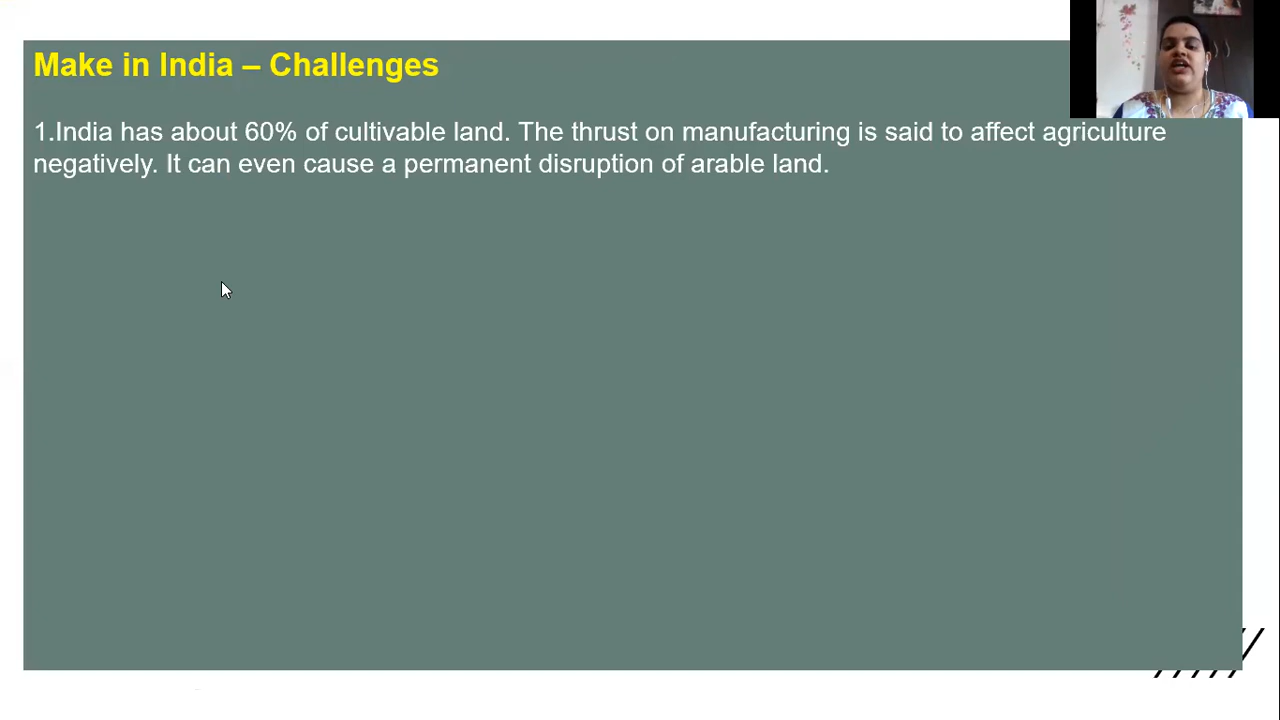 Make in India – Challenges
1.India has about 60% of cultivable land. The thrust on manufacturing is said to affect agriculture
negatively. It can even cause a permanent disruption of arable land.